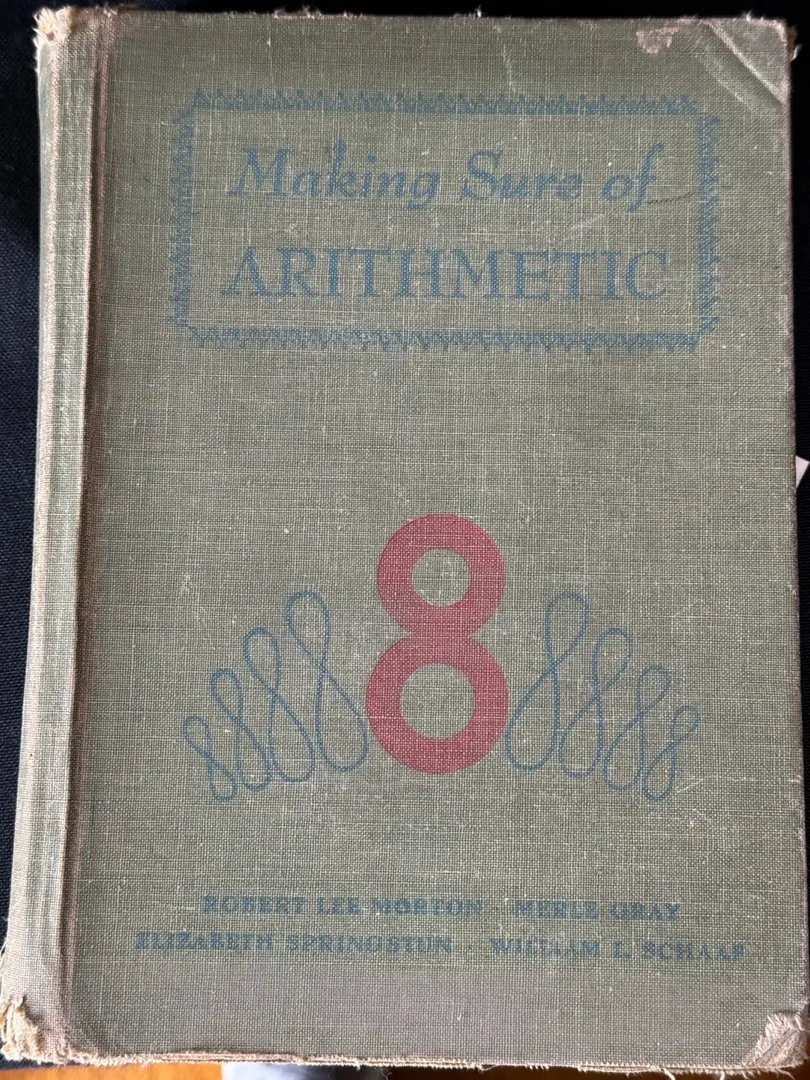 Making Sure of
ARITHMETIC
8
ROBERT LEE MORTON · MERLE GRAY
ELIZABETH SPRINGSTUN · WILLIAM L. SCHAAF